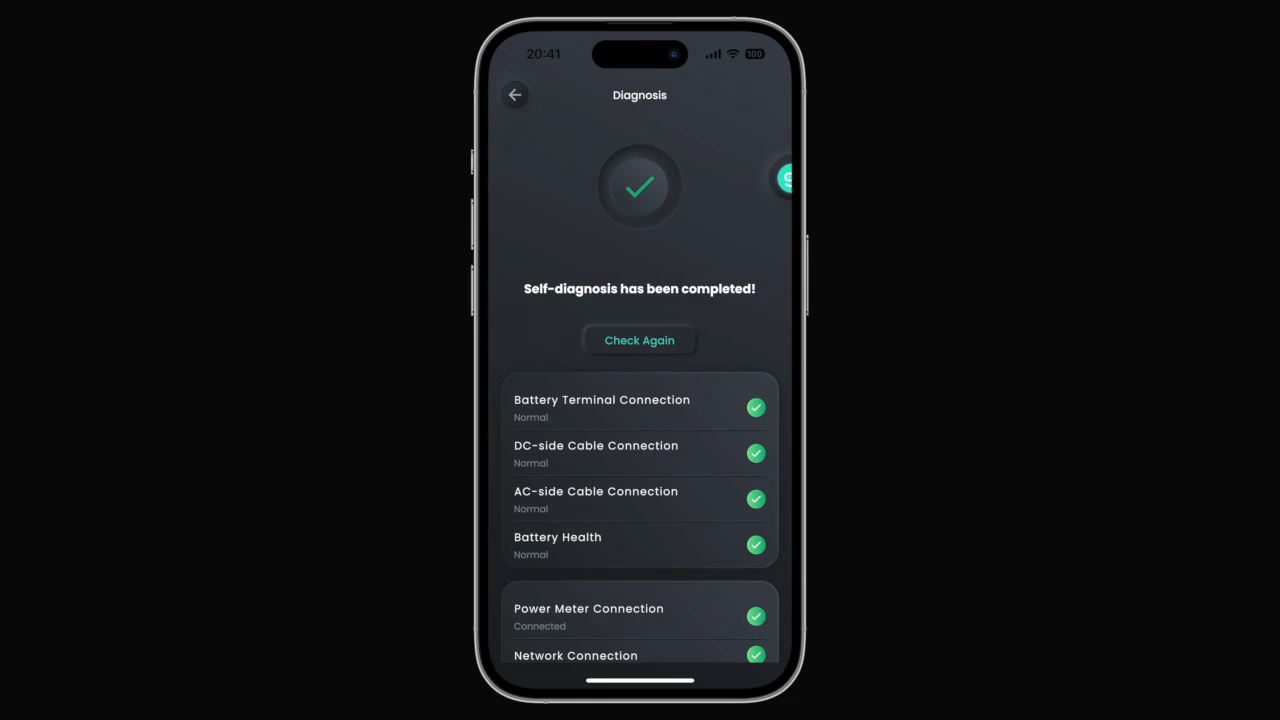 20:41
100
Diagnosis
Self-diagnosis has been completed!
Check Again
Battery Terminal Connection
Normal
DC-side Cable Connection
Normal
AC-side Cable Connection
Normal
Battery Health
Normal
Power Meter Connection
Connected
Network Connection